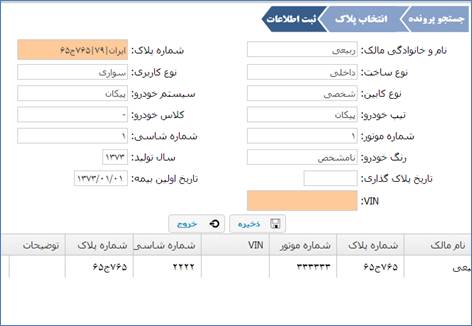 جستجو پرونده انتخاب پلاک ثبت اطلاعات
نام و خانوادگی مالک: ربیعی شماره پلاک: ایران|۷۹|۷۶۵ج۶۵
نوع ساخت: داخلی نوع کاربری: سواری
نوع کابین: شخصی سیستم خودرو: پیکان
تیپ خودرو: پیکان کلاس خودرو: -
شماره موتور: ۱ شماره شاسی: ۱
رنگ خودرو: نامشخص سال تولید: ۱۳۷۳
تاریخ پلاک گذاری: تاریخ اولین بیمه: ۱۳۷۳/۰۱/۰۱
VIN:
ذخیره خروج
نام مالک شماره پلاک شماره موتور VIN شماره شاسی شماره پلاک توضیحات
یعی ۷۶۵ج۶۵ ۳۳۳۳۳۳ ۲۲۲۲ ۷۶۵ج۶۵